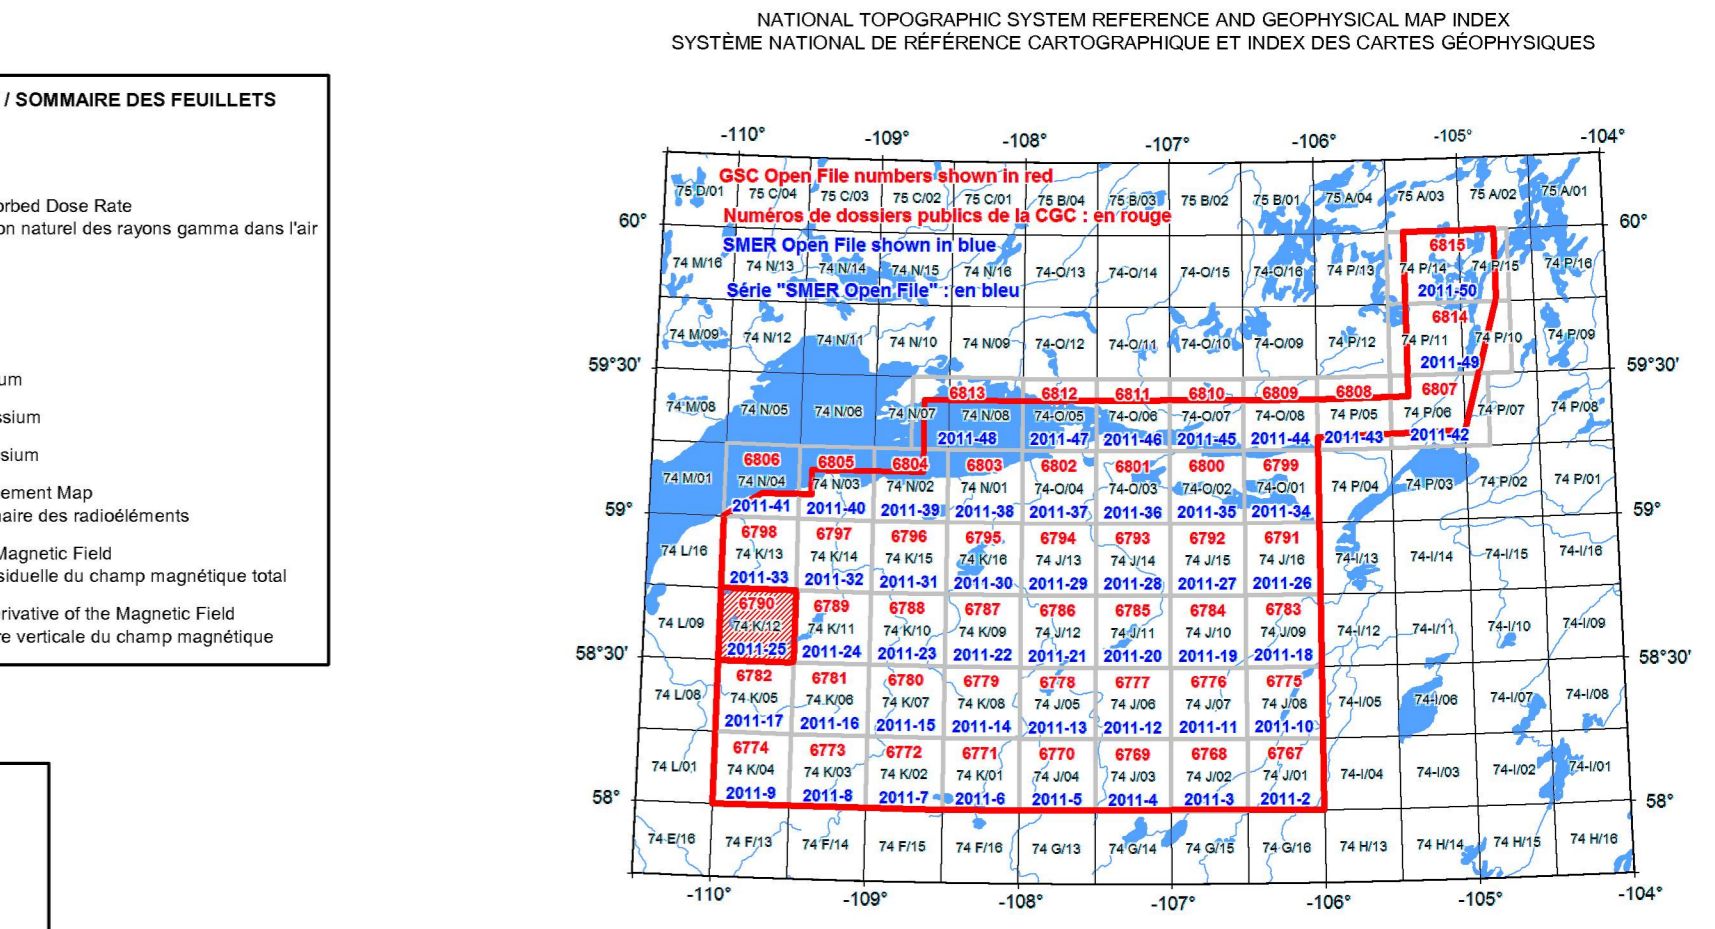 NATIONAL TOPOGRAPHIC SYSTEM REFERENCE AND GEOPHYSICAL MAP INDEX
SYSTÈME NATIONAL DE RÉFÉRENCE CARTOGRAPHIQUE ET INDEX DES CARTES GÉOPHYSIQUES
/ SOMMAIRE DES FEUILLETS
orbed Dose Rate
on naturel des rayons gamma dans l'air
um
ssium
sium
ement Map
naire des radioéléments
Magnetic Field
siduelle du champ magnétique total
erivative of the Magnetic Field
re verticale du champ magnétique
-110° -109° -108° -107° -106° -105° -104°
GSC Open File numbers shown in red
75 D/01 75 C/04 75 C/03 75 C/02 75 C/01 75 B/04 75 B/03 75 B/02 75 B/01 75 A/04 75 A/03 75 A/02 75 A/01
Numéros de dossiers publics de la CGC : en rouge
60° 60°
SMER Open File shown in blue
6815
74 M/16 74 N/13 74 N/14 74 N/15 74 N/16 74-O/13 74-O/14 74-O/15 74-O/16 74 P/13 74 P/14 74 P/15 74 P/16
Série "SMER Open File" : en bleu
2011-50
6814
74 M/09 74 N/12 74 N/11 74 N/10 74 N/09 74-O/12 74-O/11 74-O/10 74-O/09 74 P/12 74 P/11 74 P/10 74 P/09
2011-49
59°30' 59°30'
6813 6812 6811 6810 6809 6808 6807
74 M/08 74 N/05 74 N/06 74 N/07 74 N/08 74-O/05 74-O/06 74-O/07 74-O/08 74 P/05 74 P/06 74 P/07 74 P/08
2011-48 2011-47 2011-46 2011-45 2011-44 2011-43 2011-42
6806 6805 6804 6803 6802 6801 6800 6799
74 M/01 74 N/04 74 N/03 74 N/02 74 N/01 74-O/04 74-O/03 74-O/02 74-O/01 74 P/04 74 P/03 74 P/02 74 P/01
59° 2011-41 2011-40 2011-39 2011-38 2011-37 2011-36 2011-35 2011-34 59°
6798 6797 6796 6795 6794 6793 6792 6791
74 L/16 74 K/13 74 K/14 74 K/15 74 K/16 74 J/13 74 J/14 74 J/15 74 J/16 74-I/13 74-I/14 74-I/15 74-I/16
2011-33 2011-32 2011-31 2011-30 2011-29 2011-28 2011-27 2011-26
6790 6789 6788 6787 6786 6785 6784 6783
74 L/09 74 K/12 74 K/11 74 K/10 74 K/09 74 J/12 74 J/11 74 J/10 74 J/09 74-I/12 74-I/11 74-I/10 74-I/09
58°30' 2011-25 2011-24 2011-23 2011-22 2011-21 2011-20 2011-19 2011-18 58°30'
6782 6781 6780 6779 6778 6777 6776 6775
74 L/08 74 K/05 74 K/06 74 K/07 74 K/08 74 J/05 74 J/06 74 J/07 74 J/08 74-I/05 74-I/06 74-I/07 74-I/08
2011-17 2011-16 2011-15 2011-14 2011-13 2011-12 2011-11 2011-10
6774 6773 6772 6771 6770 6769 6768 6767
74 L/01 74 K/04 74 K/03 74 K/02 74 K/01 74 J/04 74 J/03 74 J/02 74 J/01 74-I/04 74-I/03 74-I/02 74-I/01
58° 2011-9 2011-8 2011-7 2011-6 2011-5 2011-4 2011-3 2011-2 58°
74 E/16 74 F/13 74 F/14 74 F/15 74 F/16 74 G/13 74 G/14 74 G/15 74 G/16 74 H/13 74 H/14 74 H/15 74 H/16
-110° -109° -108° -107° -106° -105° -104°